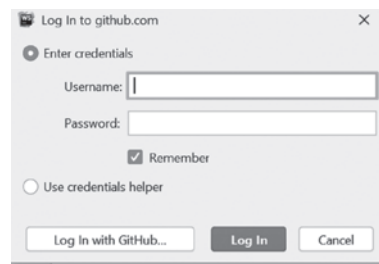 Log In to github.com
Enter credentials
Username:
Password:
Remember
Use credentials helper
Log In with GitHub... Log In Cancel